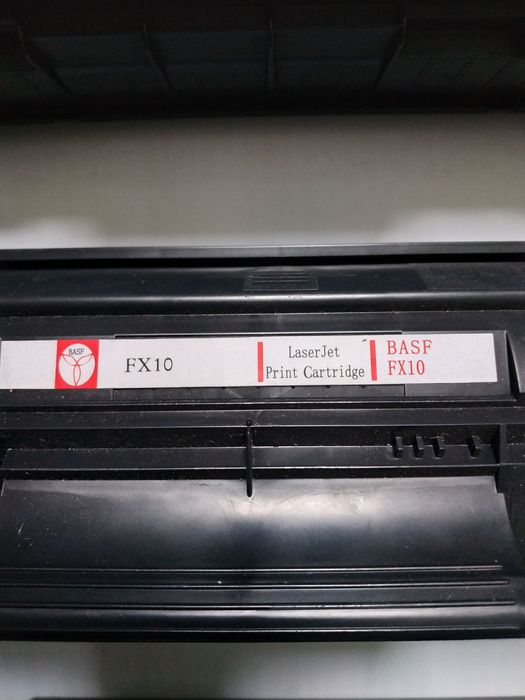 BASF
FX10
LaserJet
Print Cartridge
BASF
FX10